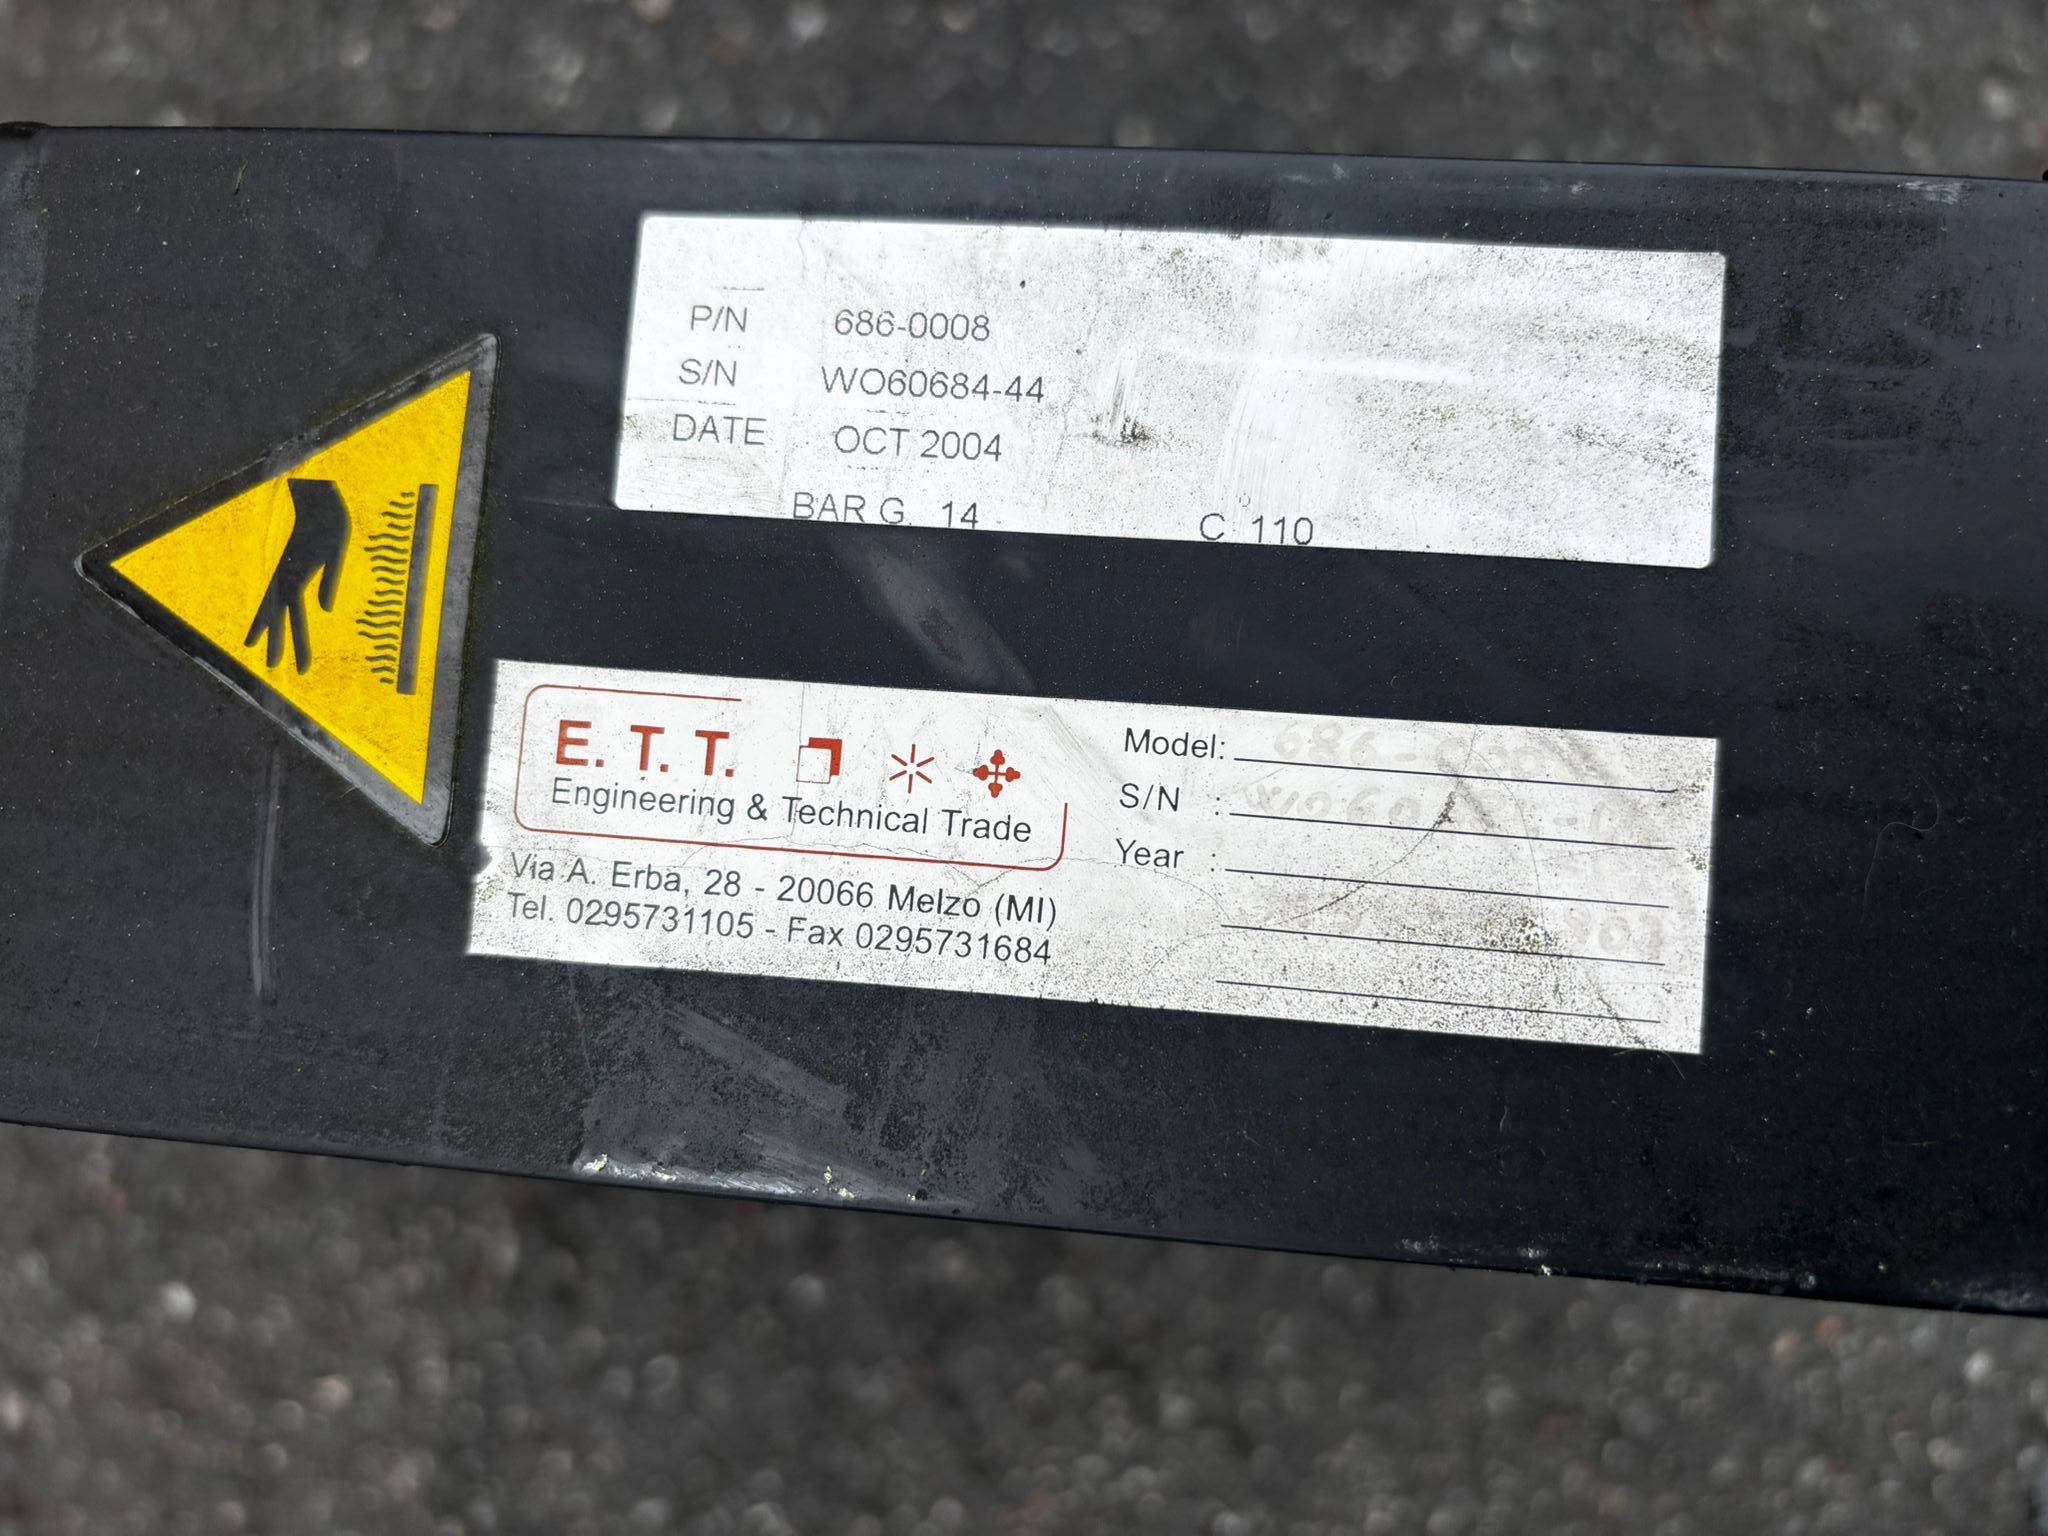 P/N 686-0008
S/N WO60684-44
DATE OCT 2004
BAR G 14 C 110
E. T. T.
Engineering & Technical Trade
Via A. Erba, 28 - 20066 Melzo (MI)
Tel. 0295731105 - Fax 0295731684
Model:
S/N :
Year :